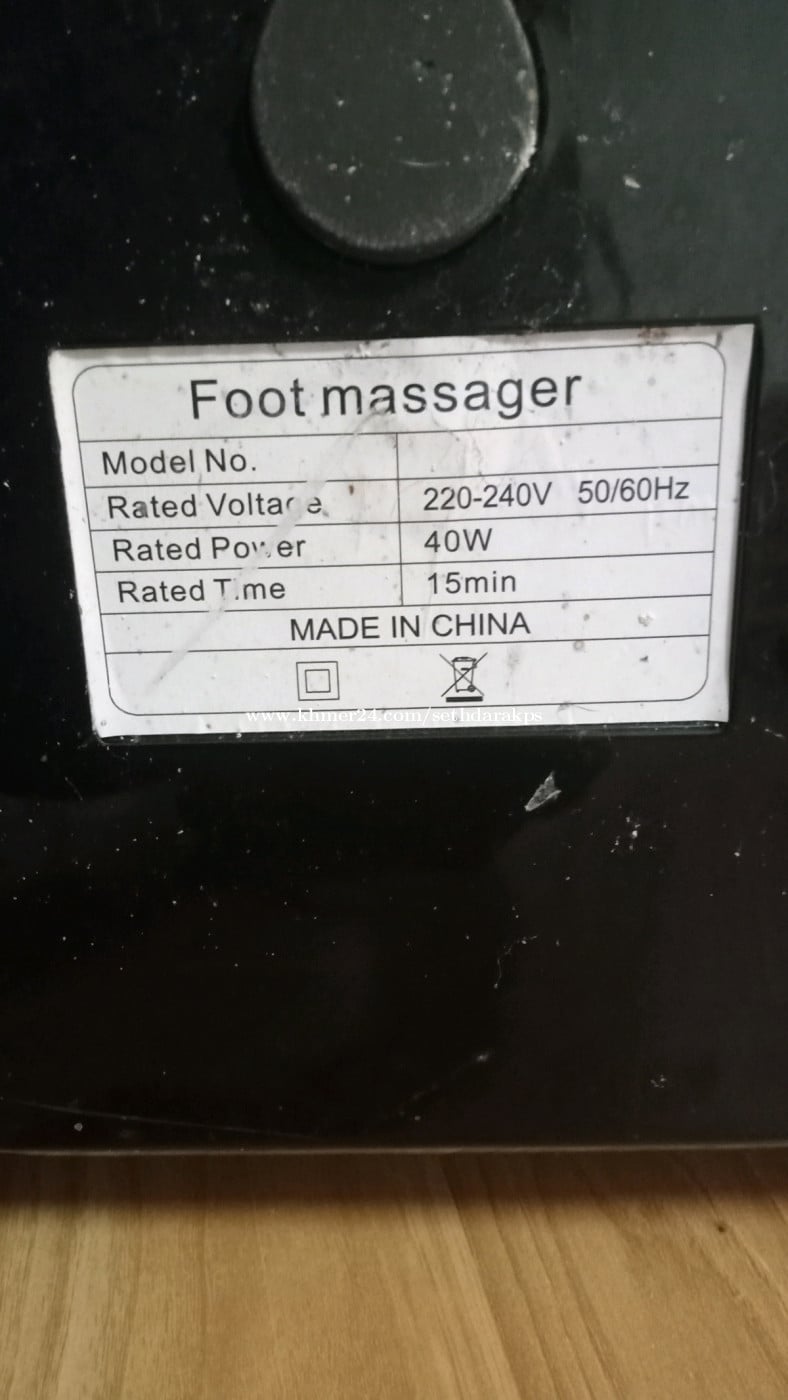 Foot massager
Model No.
Rated Voltage 220-240V 50/60Hz
Rated Power 40W
Rated Time 15min
MADE IN CHINA
www.khmer24.com/sethdarakps